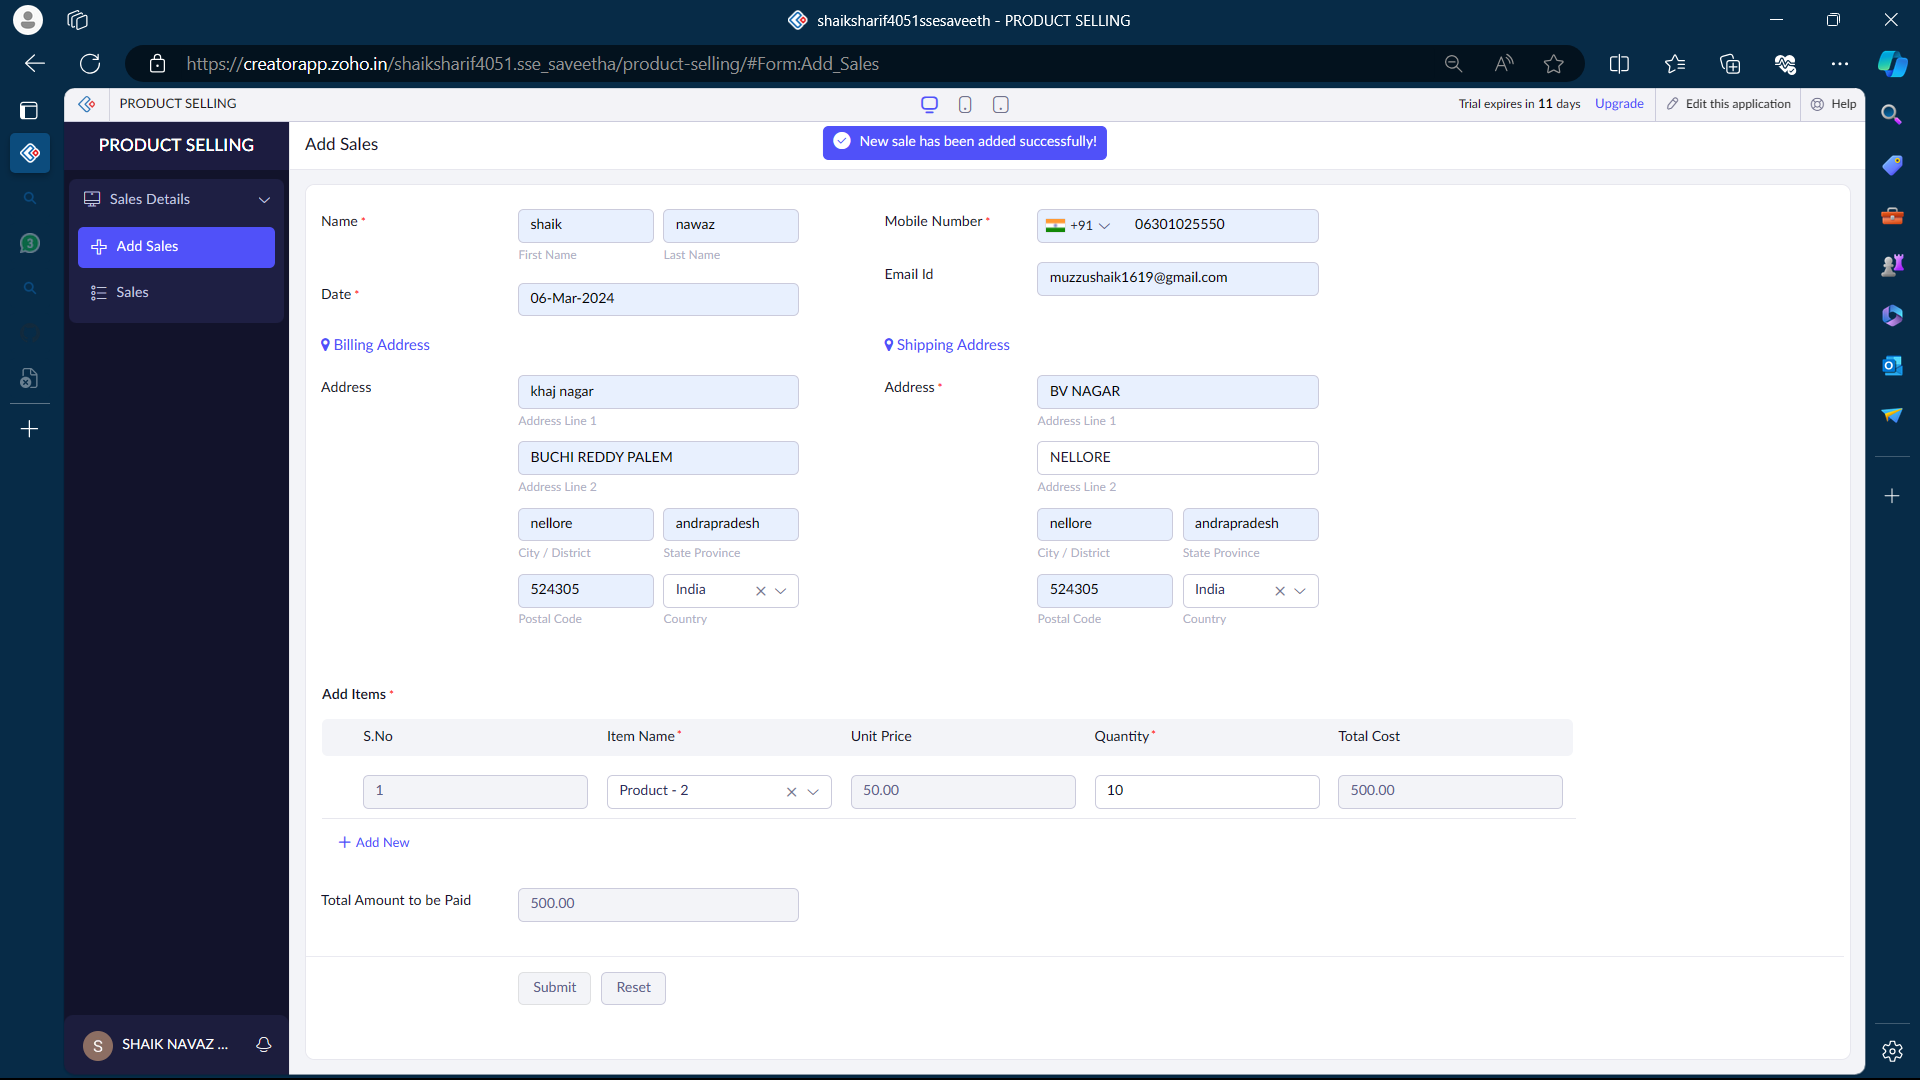 shaiksharif4051ssesaveeth - PRODUCT SELLING
https://creatorapp.zoho.in/shaiksharif4051.sse_saveetha/product-selling/#Form:Add_Sales
PRODUCT SELLING
Trial expires in 11 days Upgrade Edit this application Help
PRODUCT SELLING
Add Sales
New sale has been added successfully!
Sales Details
Add Sales
Sales
3
Name *
shaik
nawaz
First Name
Last Name
Mobile Number *
+91
06301025550
Email Id
muzzushaik1619@gmail.com
Date *
06-Mar-2024
Billing Address
Shipping Address
Address
khaj nagar
Address Line 1
BUCHI REDDY PALEM
Address Line 2
nellore
andrapradesh
City / District
State Province
524305
India
Postal Code
Country
Address *
BV NAGAR
Address Line 1
NELLORE
Address Line 2
nellore
andrapradesh
City / District
State Province
524305
India
Postal Code
Country
Add Items *
S.No Item Name * Unit Price Quantity * Total Cost
1 Product - 2 50.00 10 500.00
+ Add New
Total Amount to be Paid
500.00
Submit Reset
S SHAIK NAVAZ ...